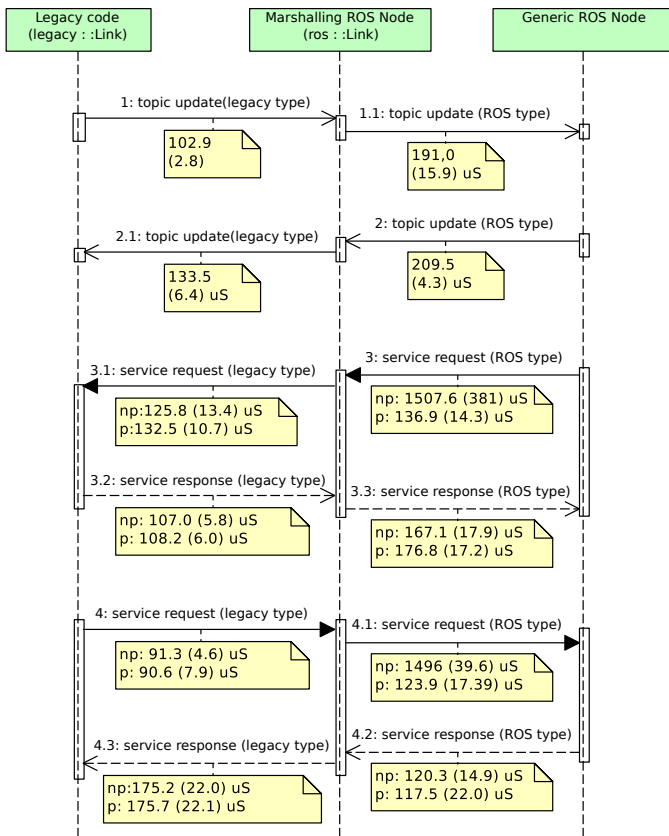 Legacy code
(legacy : :Link)
Marshalling ROS Node
(ros : :Link)
Generic ROS Node
1: topic update(legacy type)
102.9
(2.8)
1.1: topic update (ROS type)
191,0
(15.9) uS
2: topic update (ROS type)
209.5
(4.3) uS
2.1: topic update(legacy type)
133.5
(6.4) uS
3: service request (ROS type)
np: 1507.6 (381) uS
p: 136.9 (14.3) uS
3.1: service request (legacy type)
np:125.8 (13.4) uS
p:132.5 (10.7) uS
3.2: service response (legacy type)
np: 107.0 (5.8) uS
p: 108.2 (6.0) uS
3.3: service response (ROS type)
np: 167.1 (17.9) uS
p: 176.8 (17.2) uS
4: service request (legacy type)
np: 91.3 (4.6) uS
p: 90.6 (7.9) uS
4.1: service request (ROS type)
np: 1496 (39.6) uS
p: 123.9 (17.39) uS
4.2: service response (ROS type)
np: 120.3 (14.9) uS
p: 117.5 (22.0) uS
4.3: service response (legacy type)
np:175.2 (22.0) uS
p: 175.7 (22.1) uS